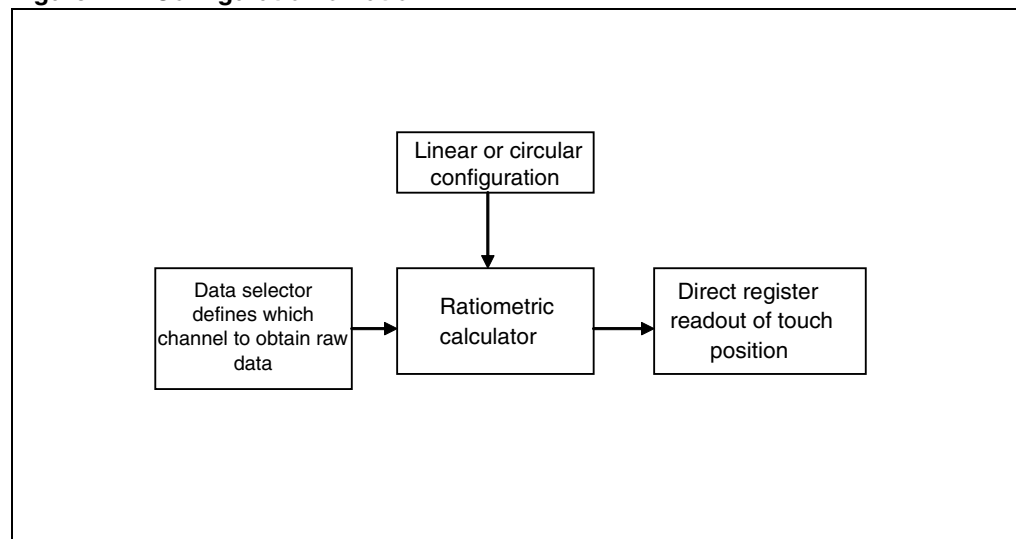 Linear or circular
configuration
Data selector
defines which
channel to obtain raw
data
Ratiometric
calculator
Direct register
readout of touch
position